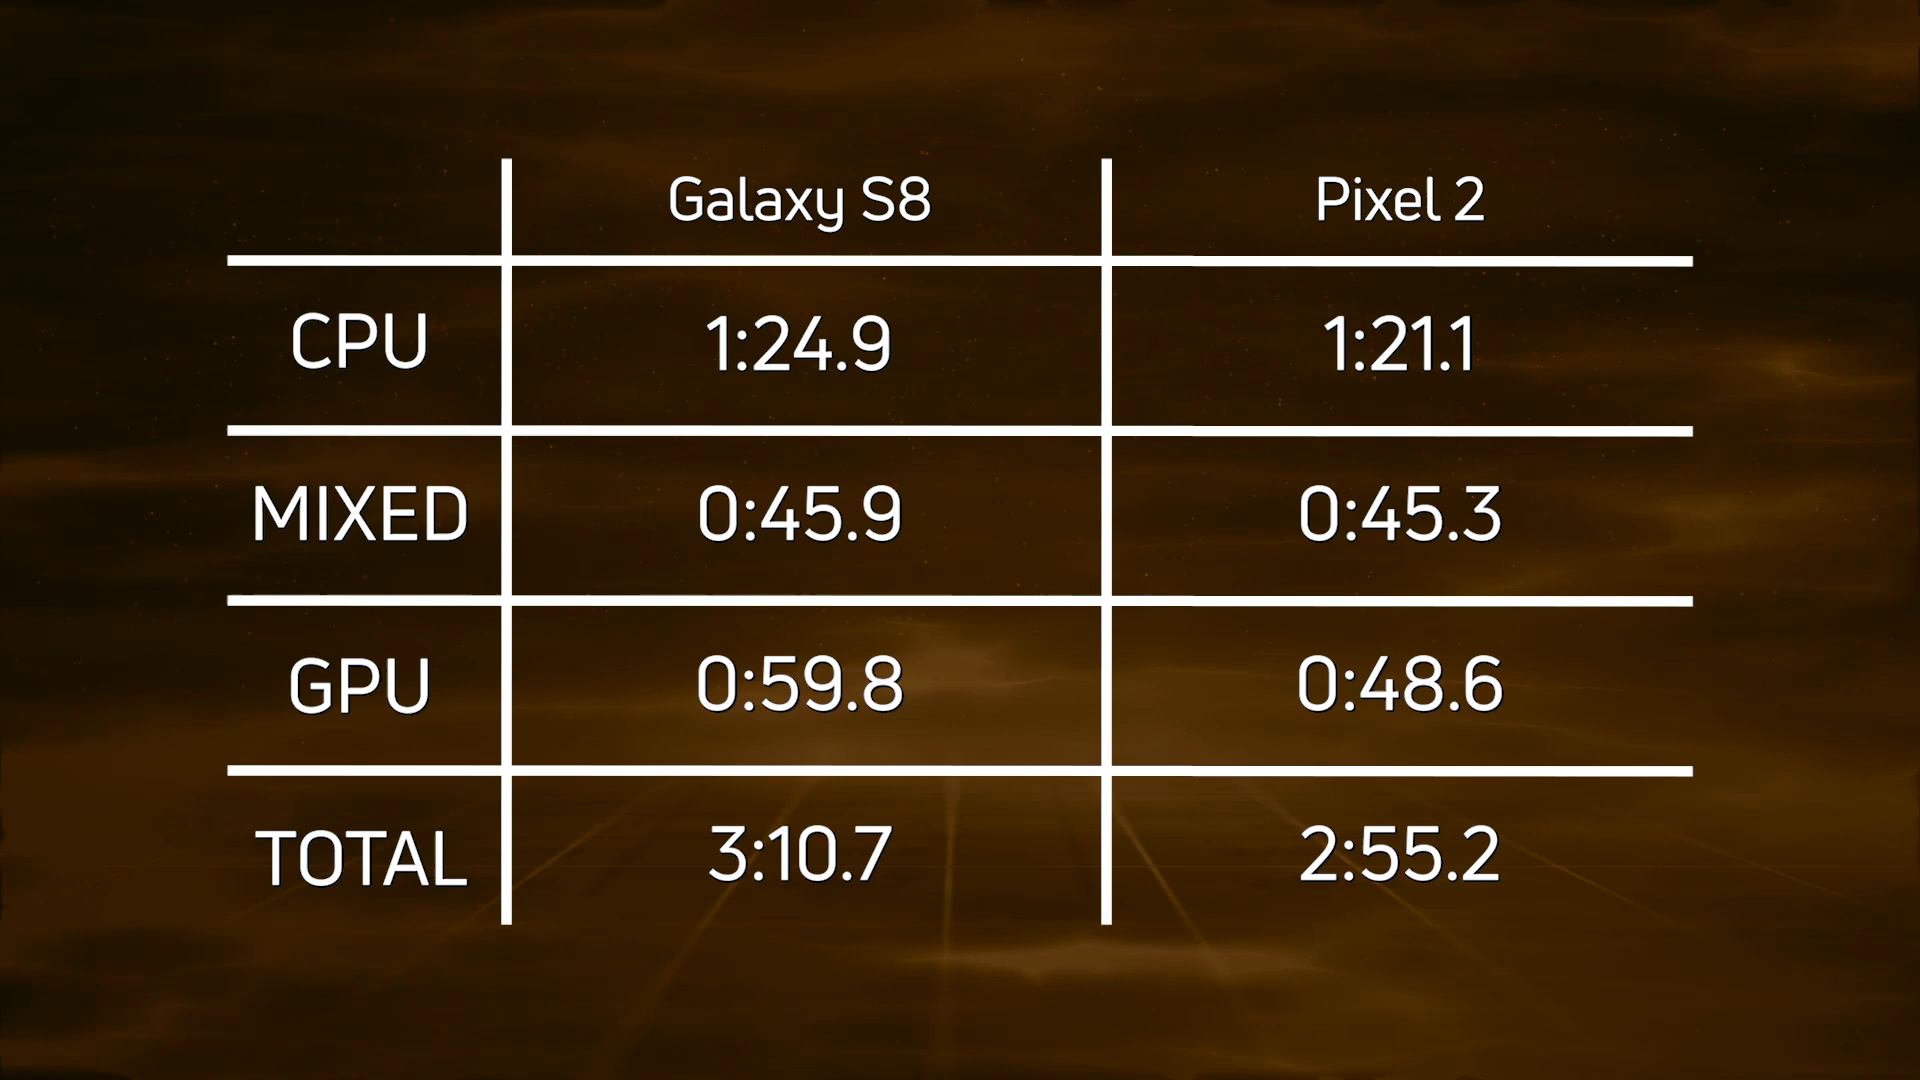 Galaxy S8 Pixel 2
CPU 1:24.9 1:21.1
MIXED 0:45.9 0:45.3
GPU 0:59.8 0:48.6
TOTAL 3:10.7 2:55.2